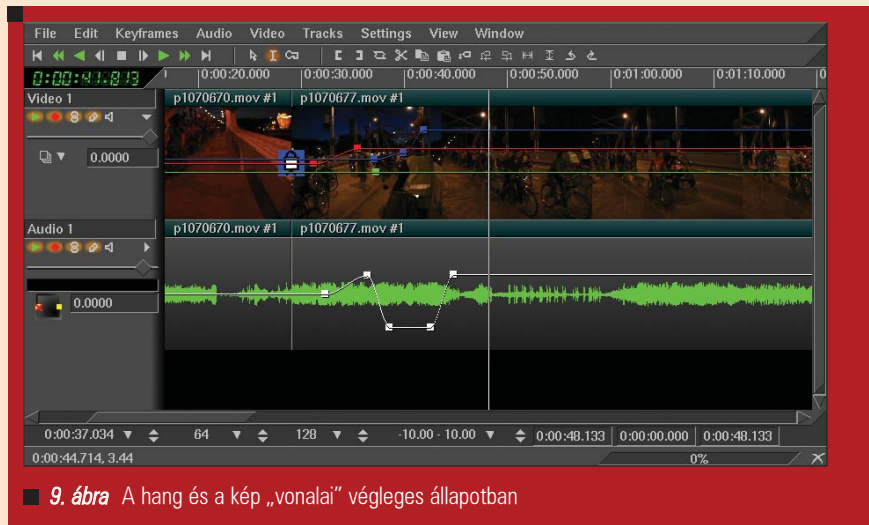 File Edit Keyframes Audio Video Tracks Settings View Window
0:00:41.813 0:00:20.000 0:00:30.000 0:00:40.000 0:00:50.000 0:01:00.000 0:01:10.000 0
Video 1 p1070670.mov #1 p1070677.mov #1
0.0000
Audio 1 p1070670.mov #1 p1070677.mov #1
0.0000
0:00:37.034 64 128 -10.00 - 10.00 0:00:48.133 0:00:00.000 0:00:48.133
0:00:44.714, 3.44 0%
9. ábra A hang és a kép „vonalai” végleges állapotban